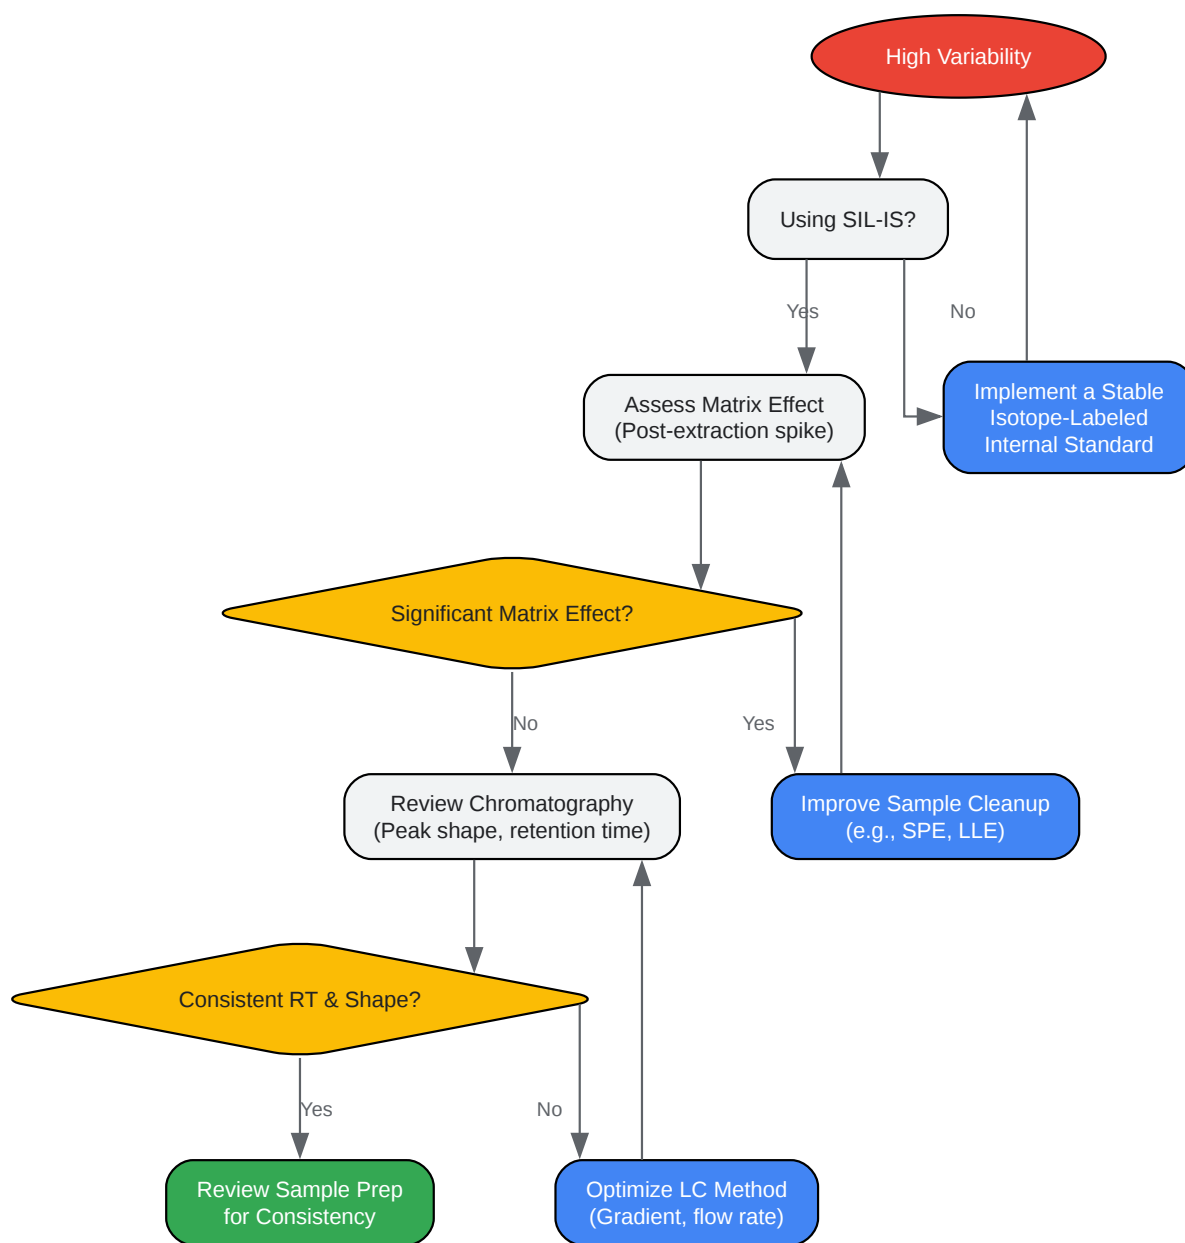 High Variability
Using SIL-IS?
Yes
No
Assess Matrix Effect
(Post-extraction spike)
Implement a Stable
Isotope-Labeled
Internal Standard
Significant Matrix Effect?
No
Yes
Review Chromatography
(Peak shape, retention time)
Improve Sample Cleanup
(e.g., SPE, LLE)
Consistent RT & Shape?
Yes
No
Review Sample Prep
for Consistency
Optimize LC Method
(Gradient, flow rate)